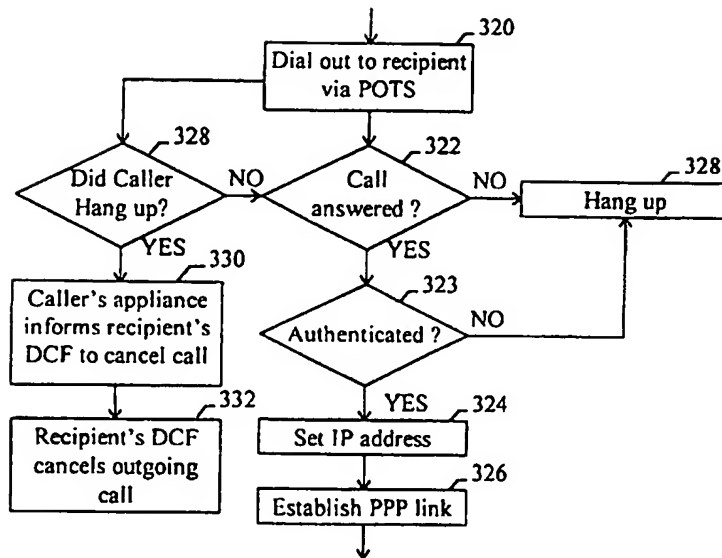 320
Dial out to recipient
via POTS
328
Did Caller
Hang up?
NO
YES
322
Call
answered ?
NO
YES
328
Hang up
330
Caller's appliance
informs recipient's
DCF to cancel call
323
Authenticated ?
NO
YES
332
Recipient's DCF
cancels outgoing
call
324
Set IP address
326
Establish PPP link